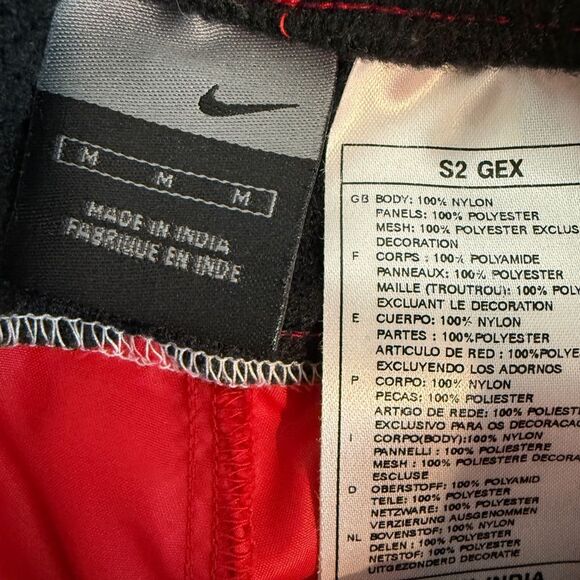 M M M
MADE IN INDIA
FABRIQUE EN INDE
S2 GEX
GB BODY: 100% NYLON
PANELS: 100% POLYESTER
MESH: 100% POLYESTER EXCLUS
DECORATION
F CORPS : 100% POLYAMIDE
PANNEAUX: 100% POLYESTER
MAILLE (TROUTROU): 100% POLY
EXCLUANT LE DECORATION
E CUERPO: 100% NYLON
PARTES : 100% POLYESTER
ARTICULO DE RED : 100%POLYE
EXCLUYENDO LOS ADORNOS
P CORPO: 100% NYLON
PECAS: 100% POLIESTER
ARTIGO DE REDE: 100% POLIEST
EXCLUSIVO PARA OS DECORACAO
I CORPO(BODY): 100% NYLON
PANNELLI : 100% POLIESTERE
MESH : 100% POLIESTERE DECORA
ESCLUSE
D OBERSTOFF: 100% POLYAMID
TEILE: 100% POLYESTER
NETZWARE: 100% POLYESTER
VERZIERUNG AUSGENOMMEN
NL BOVENSTOF: 100% NYLON
DELEN : 100% POLYESTER
NETSTOF: 100% POLYESTER
UITGEZONDERD DECORATIE